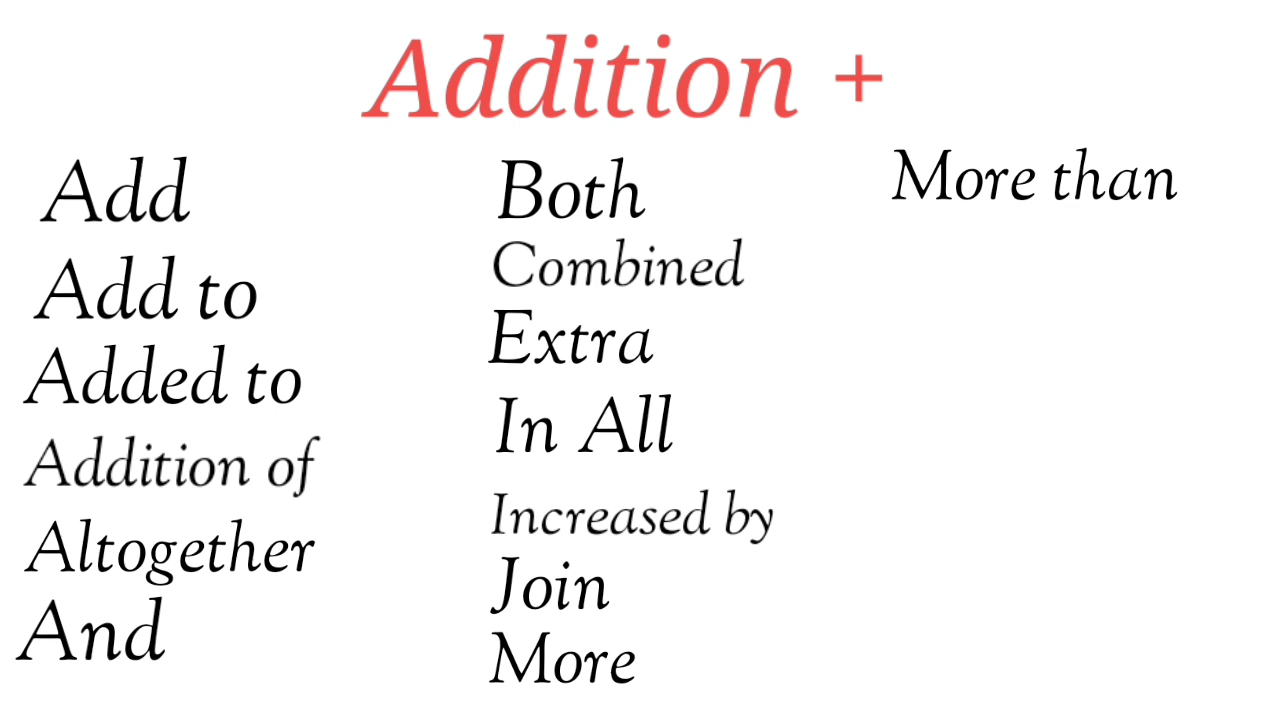 Addition +
Add
Add to
Added to
Addition of
Altogether
And
Both
Combined
Extra
In All
Increased by
Join
More
More than